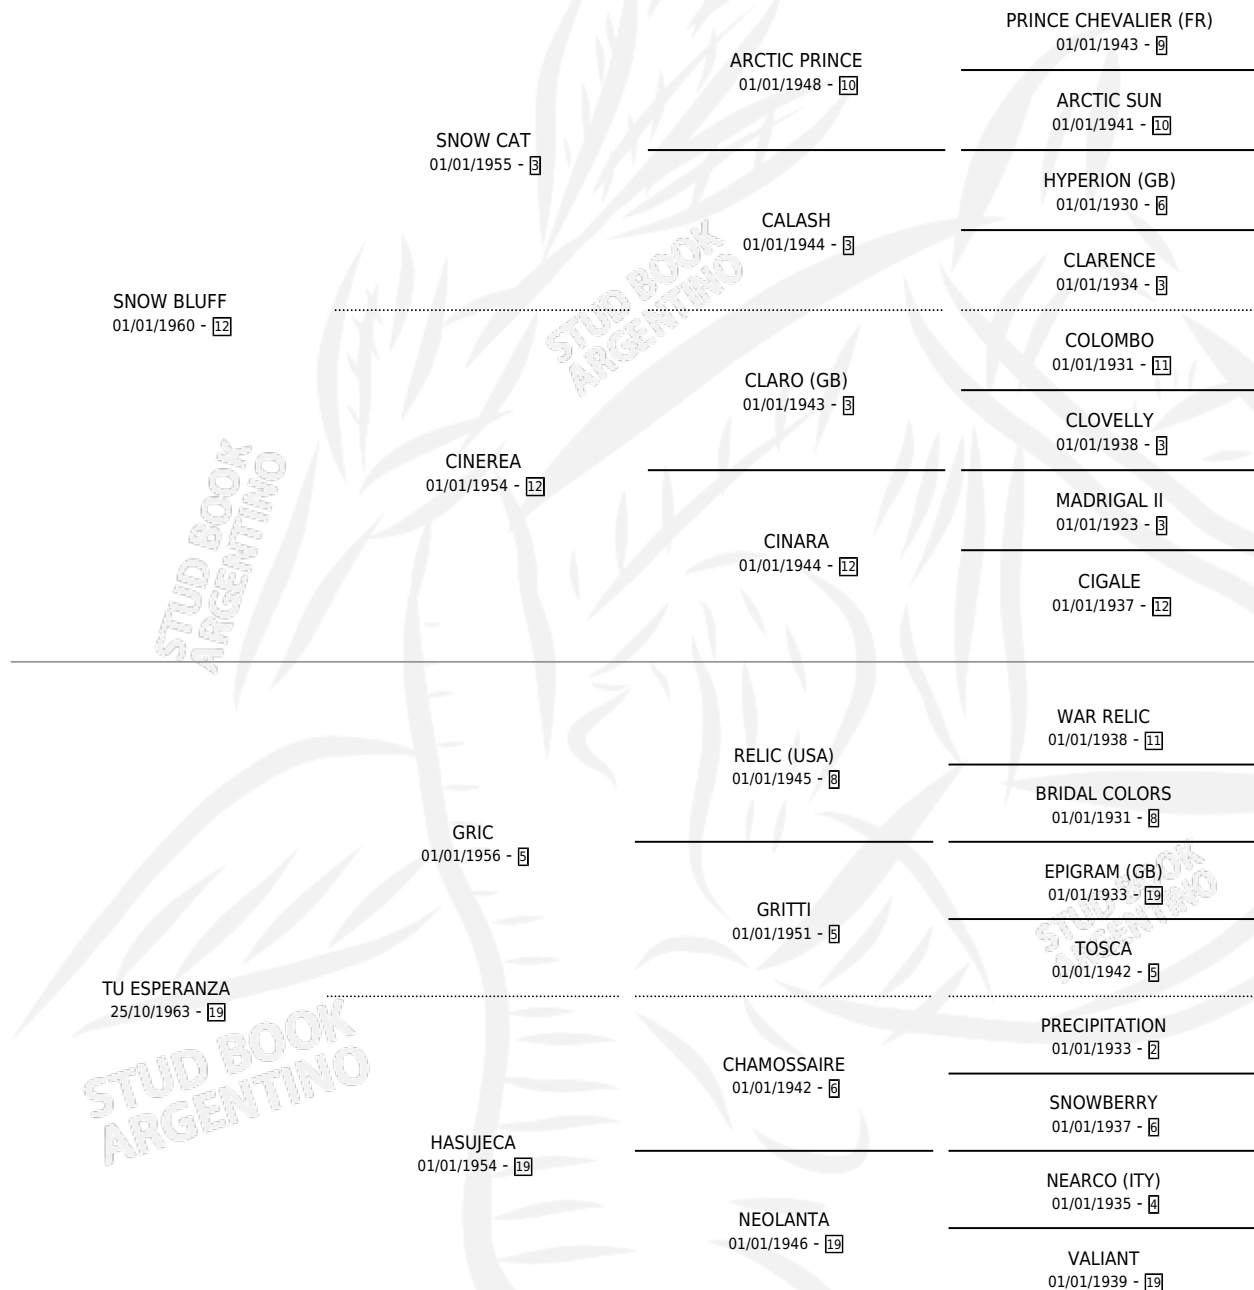 PRINCE CHEVALIER (FR)
01/01/1943 - 9
ARCTIC PRINCE
01/01/1948 - 10
ARCTIC SUN
01/01/1941 - 10
SNOW CAT
01/01/1955 - 3
HYPERION (GB)
01/01/1930 - 6
CALASH
01/01/1944 - 3
CLARENCE
01/01/1934 - 3
SNOW BLUFF
01/01/1960 - 12
STUD BOOK
ARGENTINO
COLOMBO
01/01/1931 - 11
CLARO (GB)
01/01/1943 - 3
CLOVELLY
01/01/1938 - 3
CINEREA
01/01/1954 - 12
MADRIGAL II
01/01/1923 - 3
CINARA
01/01/1944 - 12
CIGALE
01/01/1937 - 12
STUD BOOK
ARGENTINO
WAR RELIC
01/01/1938 - 11
RELIC (USA)
01/01/1945 - 8
BRIDAL COLORS
01/01/1931 - 8
GRIC
01/01/1956 - 5
EPIGRAM (GB)
01/01/1933 - 19
GRITTI
01/01/1951 - 5
STUD BOOK
ARGENTINO
TOSCA
01/01/1942 - 5
TU ESPERANZA
25/10/1963 - 19
PRECIPITATION
01/01/1933 - 2
CHAMOSSAIRE
01/01/1942 - 6
SNOWBERRY
01/01/1937 - 6
STUD BOOK
ARGENTINO
HASUJECA
01/01/1954 - 19
NEARCO (ITY)
01/01/1935 - 4
NEOLANTA
01/01/1946 - 19
VALIANT
01/01/1939 - 19